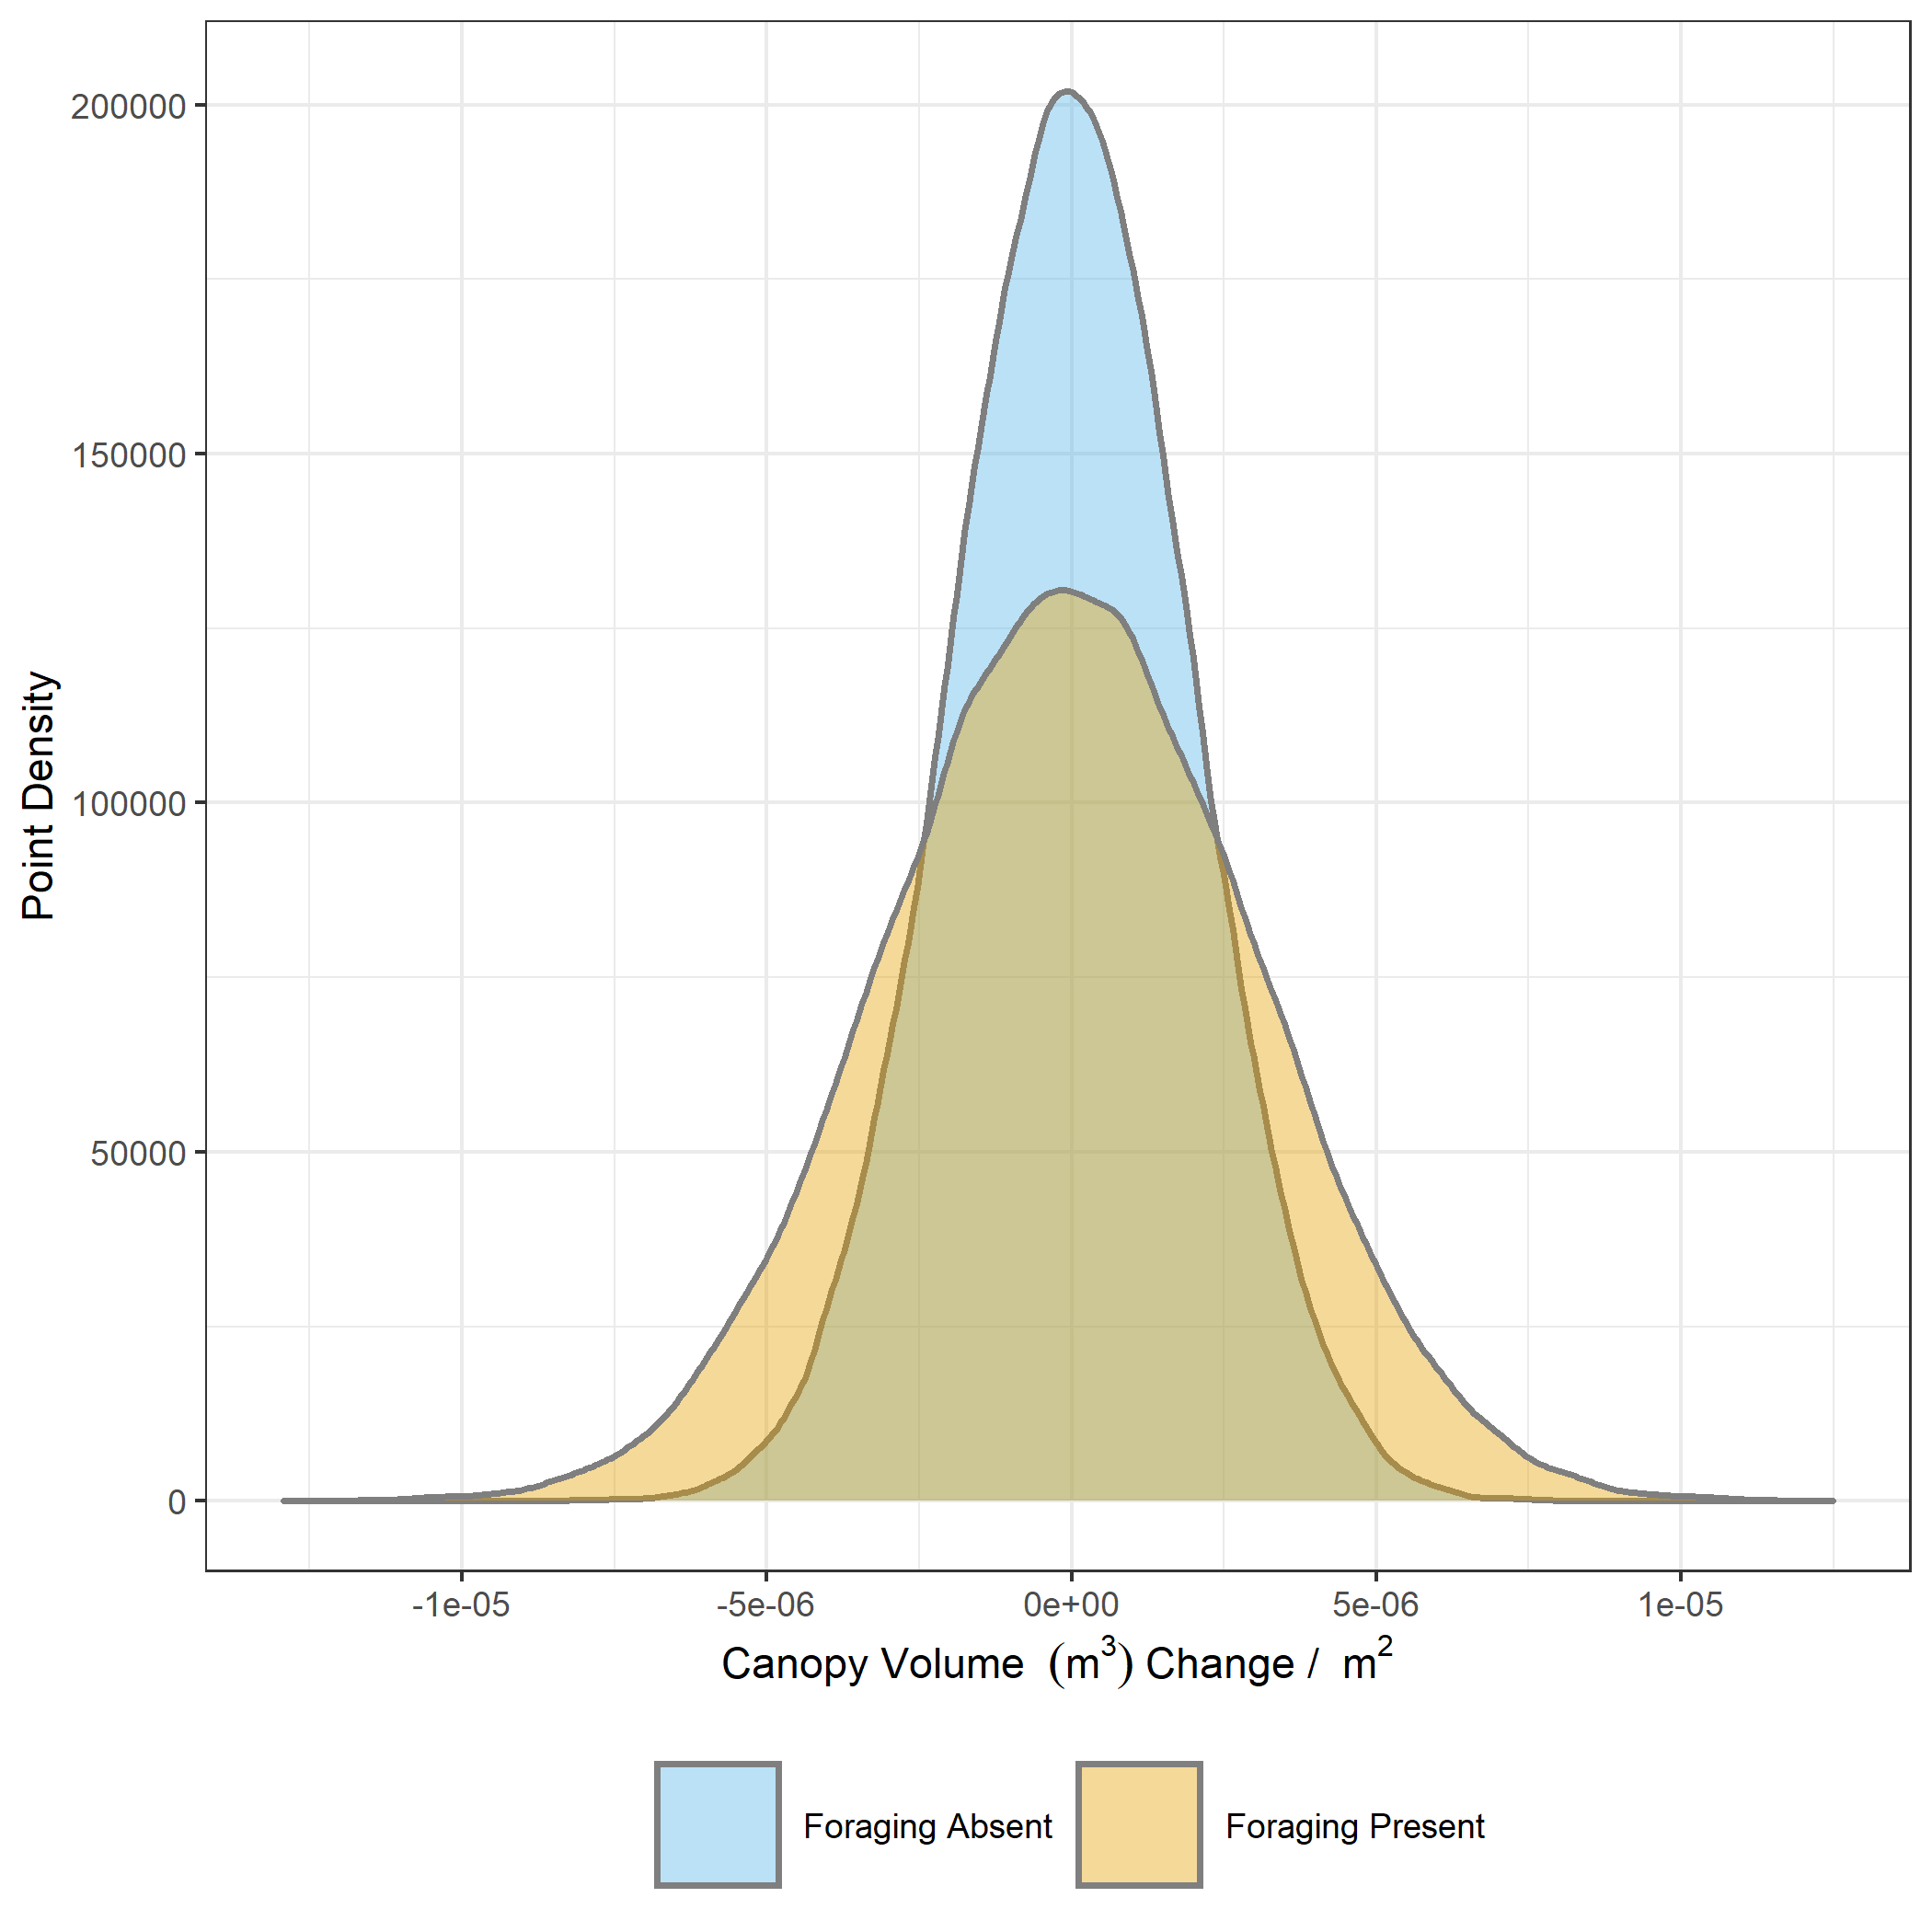 200000
150000
100000
50000
0
Point Density
-1e-05 -5e-06 0e+00 5e-06 1e-05
Canopy Volume (m³) Change / m²
Foraging Absent Foraging Present